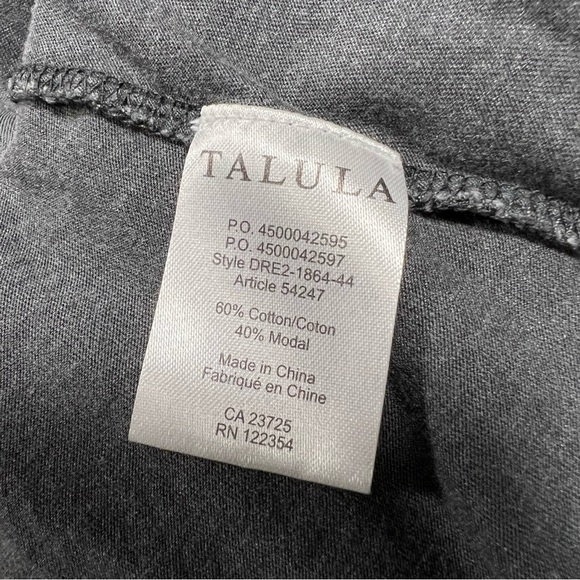 TALULA
P.O. 4500042595
P.O. 4500042597
Style DRE2-1864-44
Article 54247
60% Cotton/Coton
40% Modal
Made in China
Fabriqué en Chine
CA 23725
RN 122354